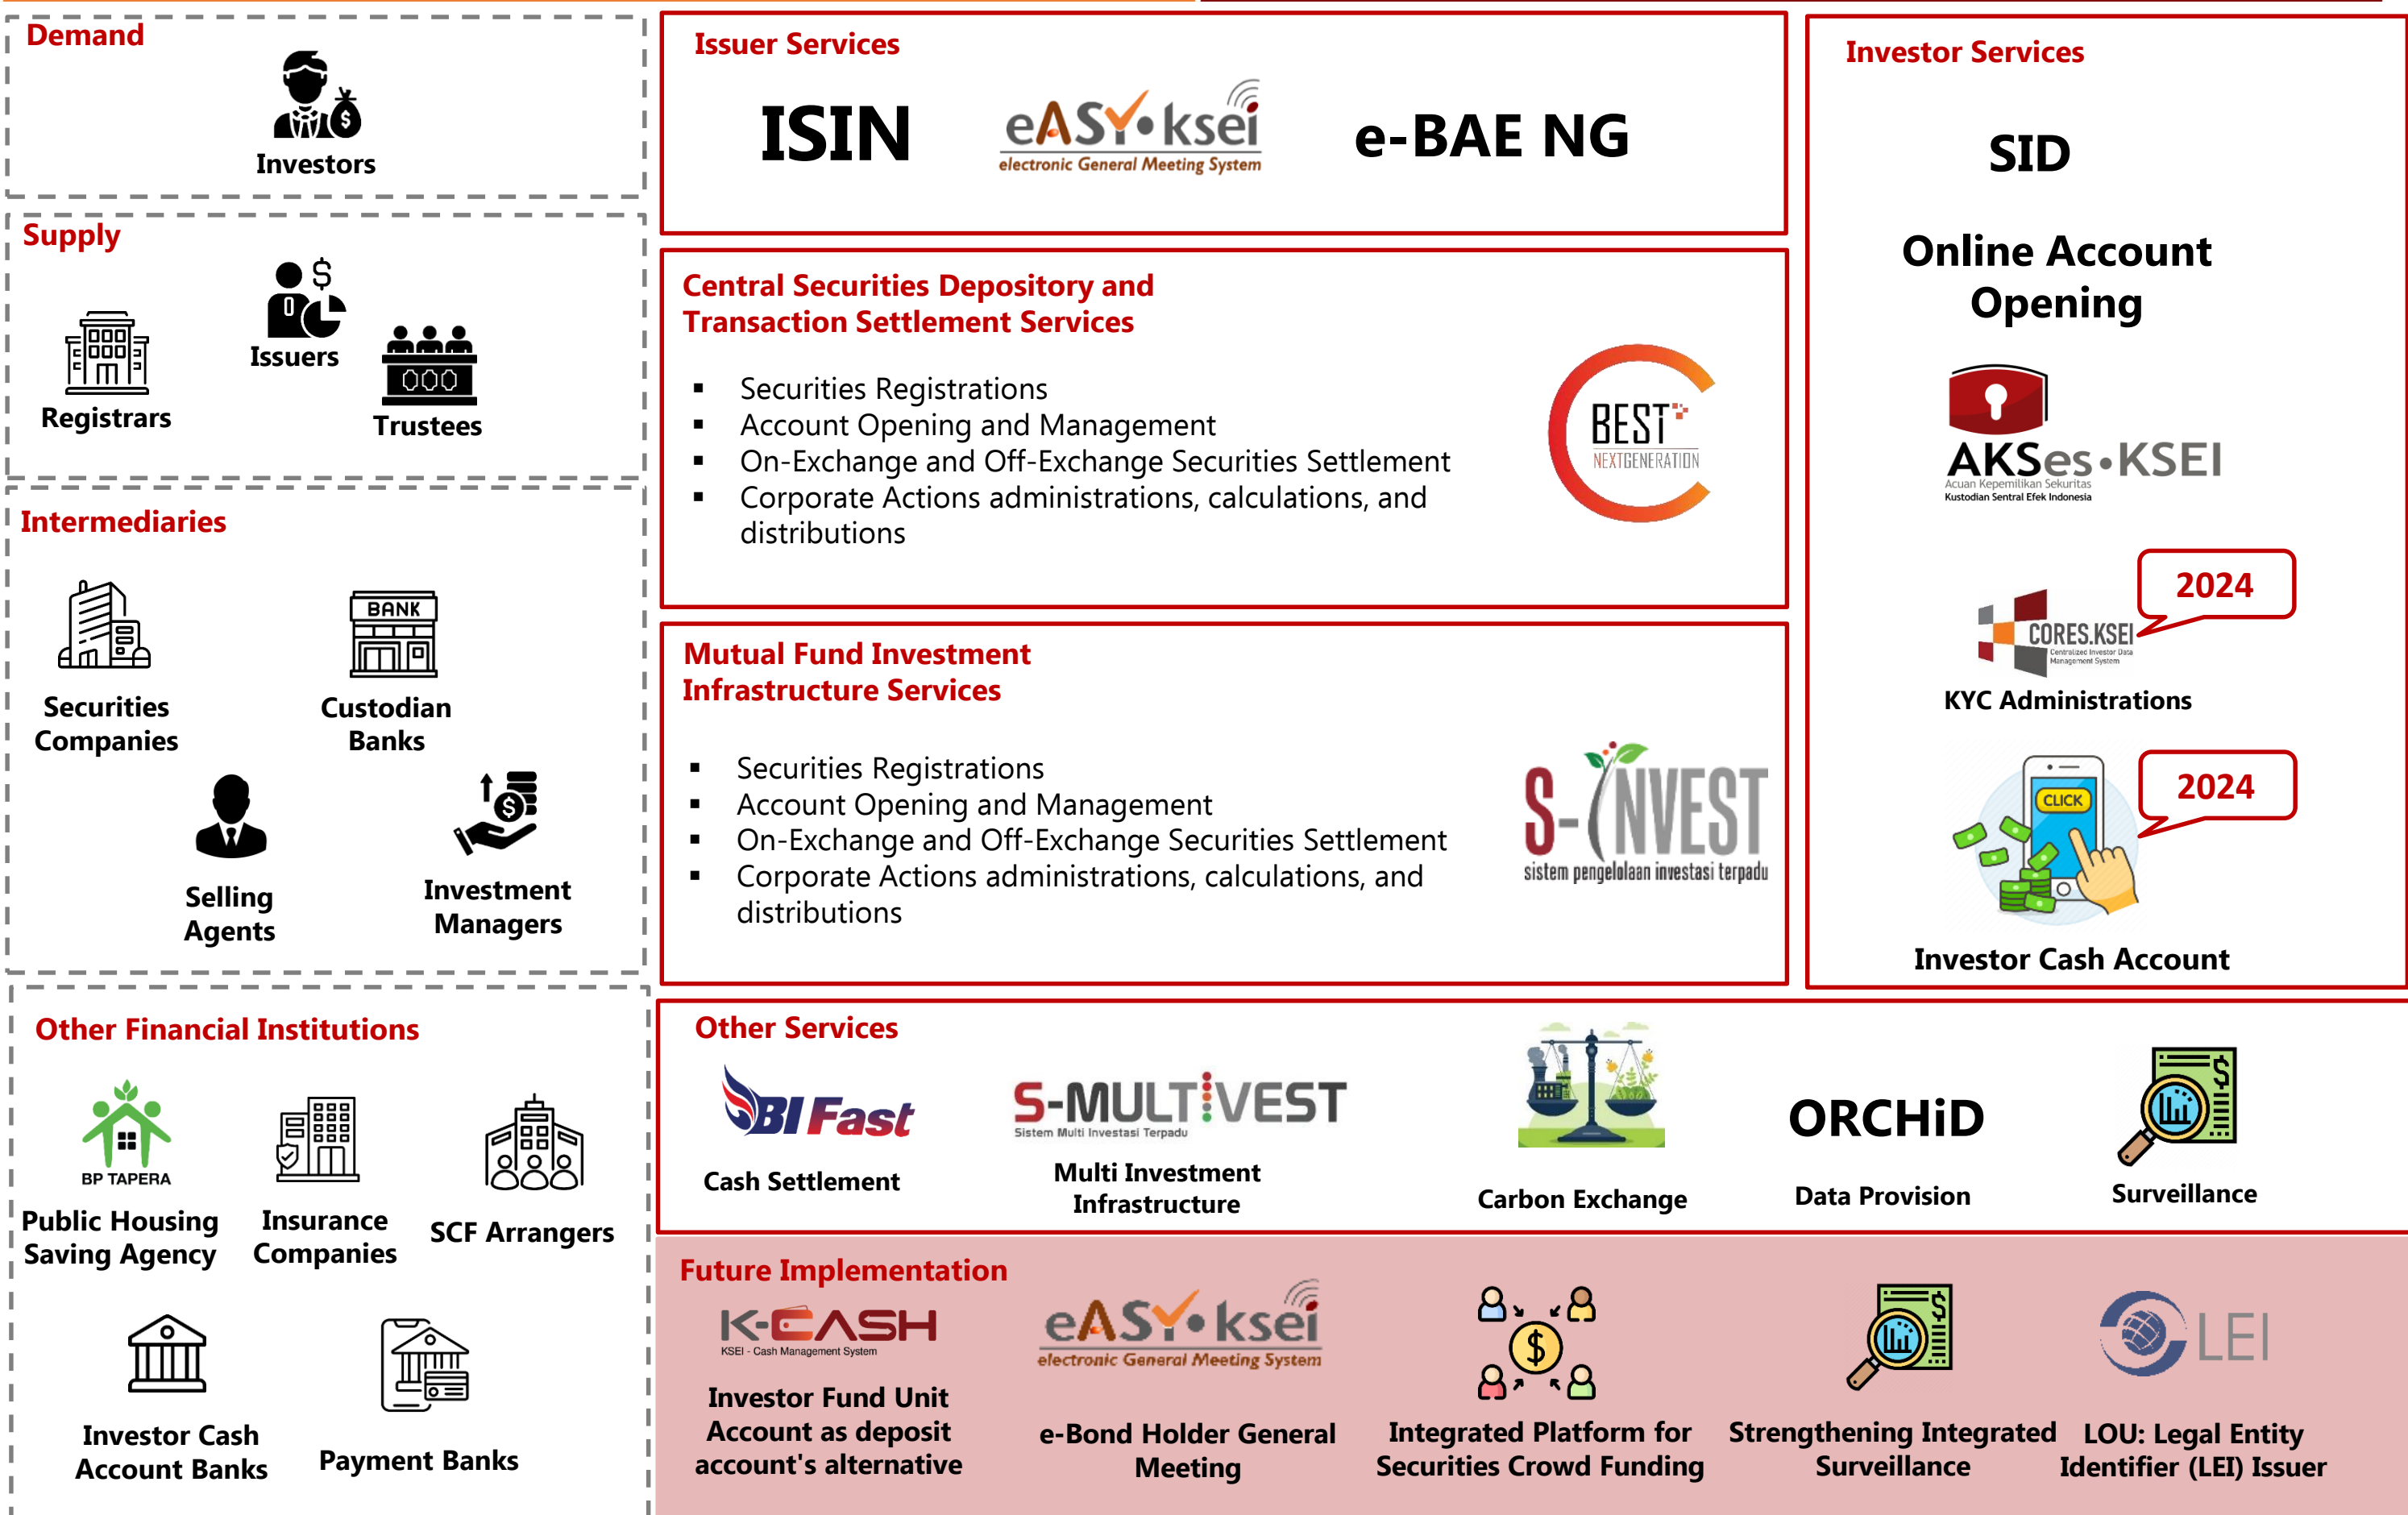 Demand
Investors
Supply
Registrars
Issuers
Trustees
Intermediaries
Securities
Companies
BANK
Custodian
Banks
Selling
Agents
Investment
Managers
Other Financial Institutions
BP TAPERA
Public Housing
Saving Agency
Insurance
Companies
SCF Arrangers
Investor Cash
Account Banks
Payment Banks
Issuer Services
ISIN
eASY•ksei
electronic General Meeting System
e-BAE NG
Central Securities Depository and
Transaction Settlement Services
▪ Securities Registrations
▪ Account Opening and Management
▪ On-Exchange and Off-Exchange Securities Settlement
▪ Corporate Actions administrations, calculations, and
distributions
C BEST
NEXTGENERATION
Mutual Fund Investment
Infrastructure Services
▪ Securities Registrations
▪ Account Opening and Management
▪ On-Exchange and Off-Exchange Securities Settlement
▪ Corporate Actions administrations, calculations, and
distributions
S-INVEST
sistem pengelolaan investasi terpadu
Investor Services
SID
Online Account
Opening
AKSes•KSEI
Acuan Kepemilikan Sekuritas
Kustodian Sentral Efek Indonesia
2024
CORES.KSEI
Centralized Investor Data
Management System
KYC Administrations
2024
CLICK
Investor Cash Account
Other Services
BI Fast
Cash Settlement
S-MULTIVEST
Sistem Multi Investasi Terpadu
Multi Investment
Infrastructure
Carbon Exchange
ORCHiD
Data Provision
Surveillance
Future Implementation
K-CASH
KSEI - Cash Management System
Investor Fund Unit
Account as deposit
account's alternative
eASY•ksei
electronic General Meeting System
e-Bond Holder General
Meeting
Integrated Platform for
Securities Crowd Funding
Strengthening Integrated
Surveillance
LEI
LOU: Legal Entity
Identifier (LEI) Issuer